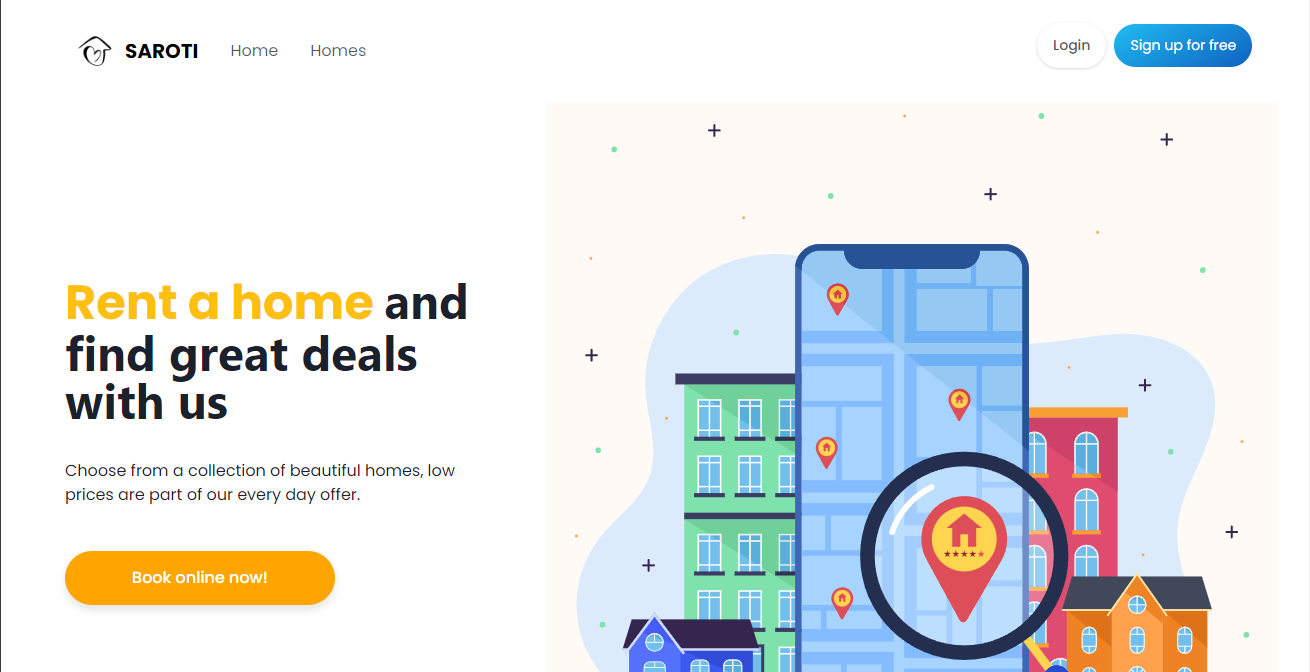 SAROTI Home Homes Login Sign up for free
Rent a home and
find great deals
with us
Choose from a collection of beautiful homes, low
prices are part of our every day offer.
Book online now!